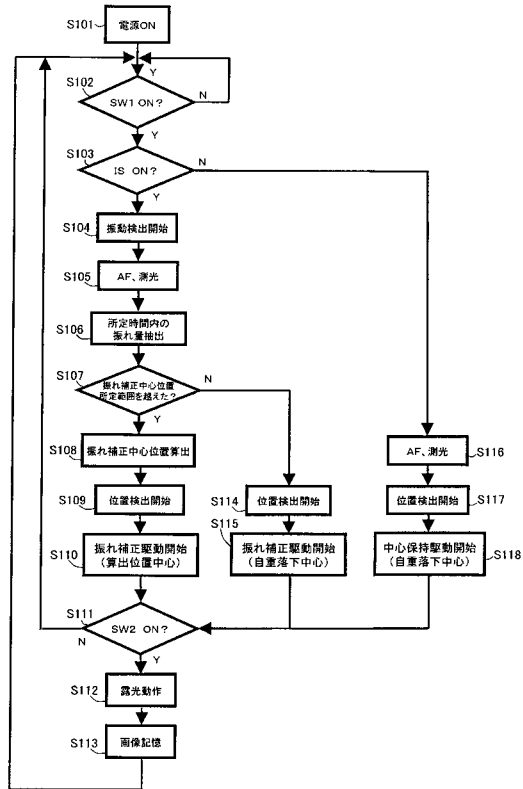 S101
電源ON
Y
S102
SW1 ON?
N
Y
S103
IS ON?
N
Y
S104
振動検出開始
S105
AF、測光
S106
所定時間内の
振れ量抽出
S107
振れ補正中心位置
所定範囲を越えた?
N
Y
S108
振れ補正中心位置算出
S109
位置検出開始
S110
振れ補正駆動開始
(算出位置中心)
S114
位置検出開始
S115
振れ補正駆動開始
(自重落下中心)
AF、測光
S116
位置検出開始
S117
中心保持駆動開始
(自重落下中心)
S118
S111
SW2 ON?
N
Y
S112
露光動作
S113
画像記憶